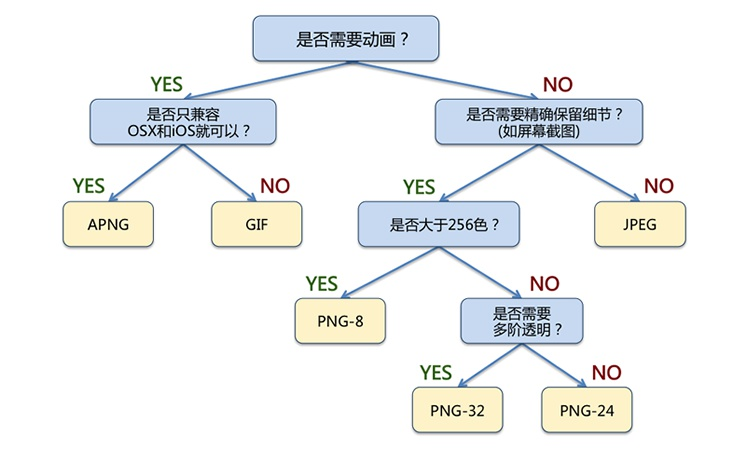 是否需要动画？
YES
NO
是否只兼容
OSX和iOS就可以？
是否需要精确保留细节？
(如屏幕截图)
YES
NO
YES
NO
APNG
GIF
是否大于256色？
JPEG
YES
NO
PNG-8
是否需要
多阶透明？
YES
NO
PNG-32
PNG-24